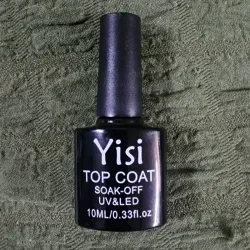 Yisi
TOP COAT
SOAK-OFF
UV&LED
10ML/0.33fl.oz